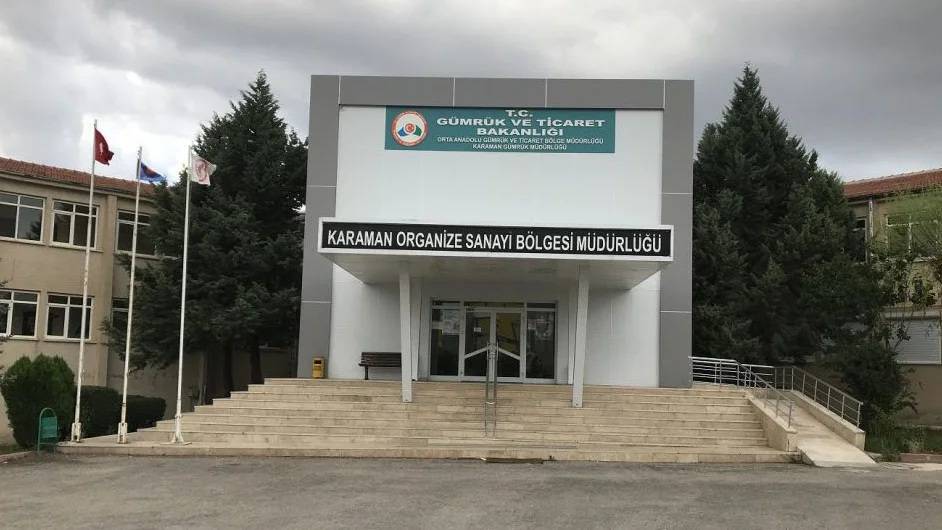 T.C.
GÜMRÜK VE TİCARET
BAKANLIĞI
ORTA ANADOLU GÜMRÜK VE TİCARET BÖLGE MÜDÜRLÜĞÜ
KARAMAN GÜMRÜK MÜDÜRLÜĞÜ
KARAMAN ORGANİZE SANAYİ BÖLGESİ MÜDÜRLÜĞÜ